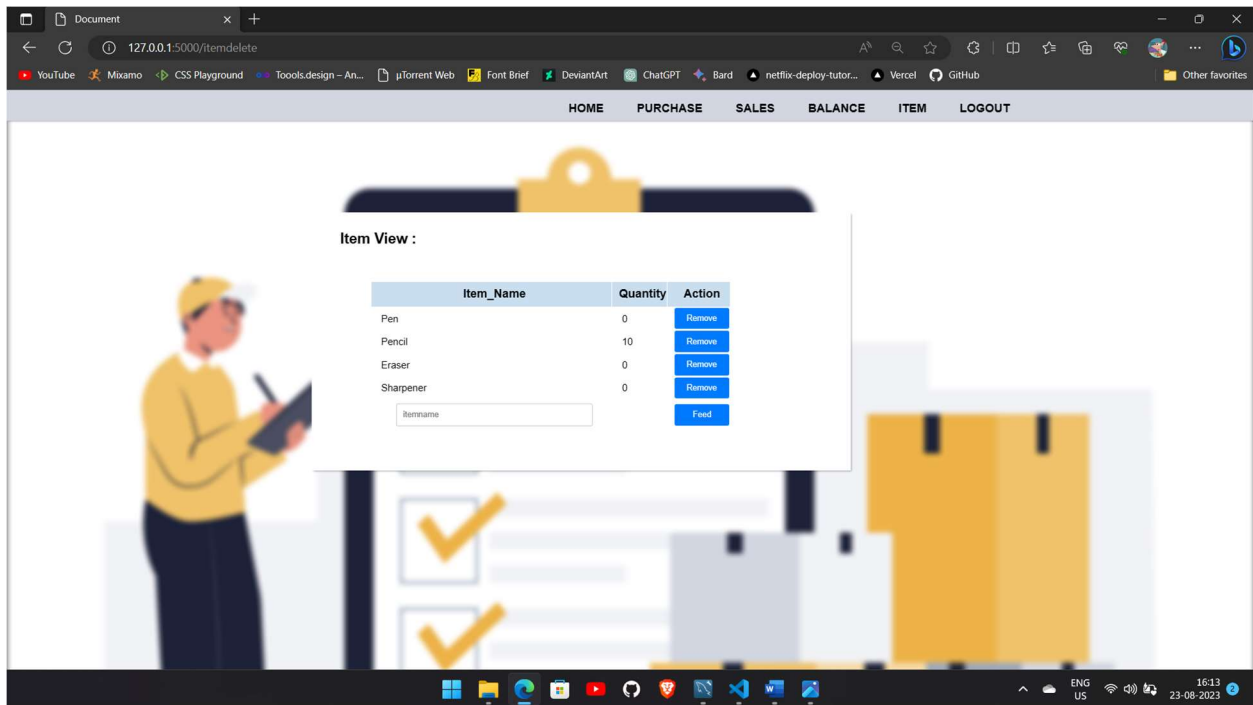 Document
127.0.0.1:5000/itemdelete
YouTube Mixamo CSS Playground Toools.design – An... µTorrent Web Font Brief DeviantArt ChatGPT Bard netflix-deploy-tutor... Vercel GitHub Other favorites
HOME PURCHASE SALES BALANCE ITEM LOGOUT
Item View :
Item_Name Quantity Action
Pen 0 Remove
Pencil 10 Remove
Eraser 0 Remove
Sharpener 0 Remove
itemname Feed
ENG 16:13
US 23-08-2023 2